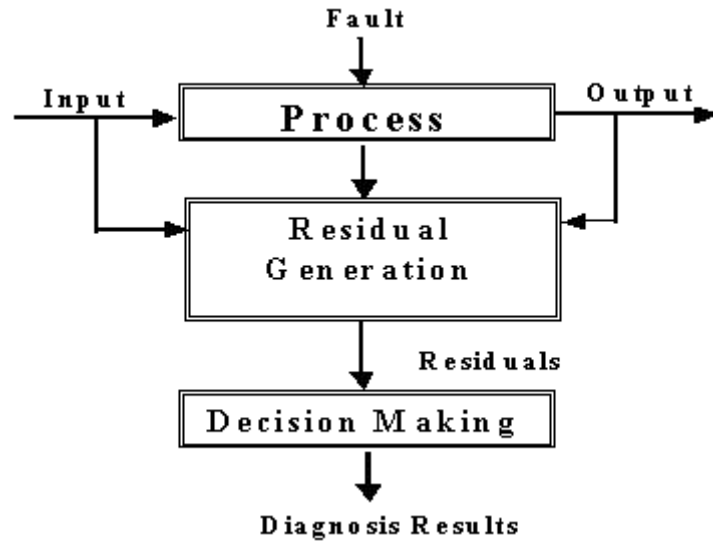 Fault
Input
Output
Process
Residual
Generation
Residuals
Decision Making
Diagnosis Results